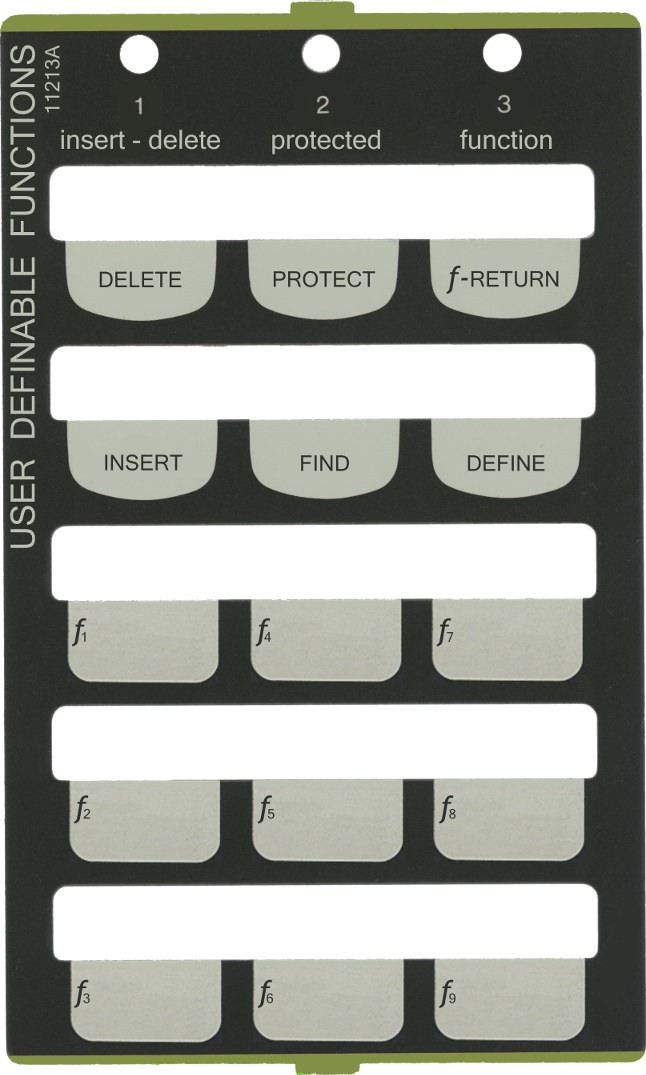 USER DEFINABLE FUNCTIONS
11213A
1 2 3
insert - delete protected function
DELETE PROTECT f-RETURN
INSERT FIND DEFINE
f1 f4 f7
f2 f5 f8
f3 f6 f9